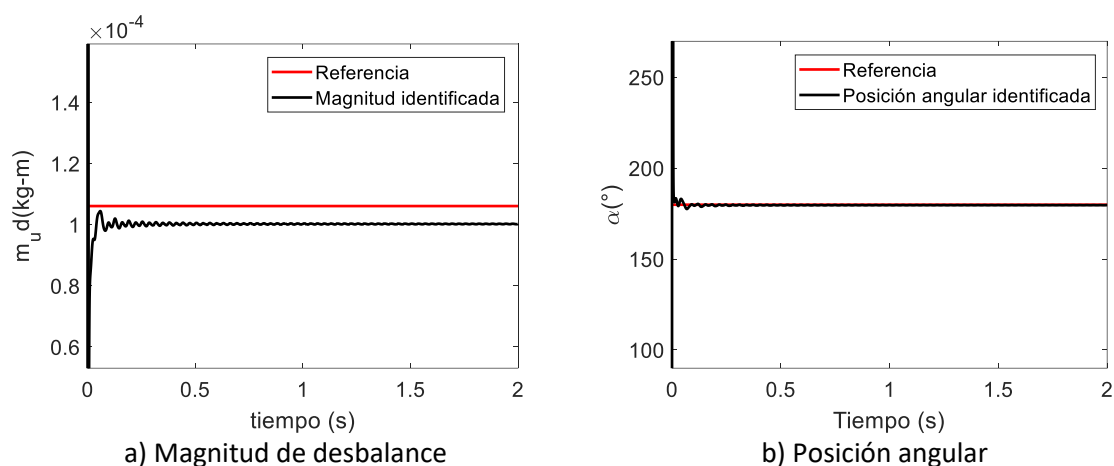 ×10⁻⁴
Referencia
Magnitud identificada
1.4
1.2
1
0.8
0.6
m_u d(kg-m)
0
0.5
1
1.5
2
tiempo (s)
a) Magnitud de desbalance
Referencia
Posición angular identificada
250
200
150
100
α(°)
0
0.5
1
1.5
2
Tiempo (s)
b) Posición angular